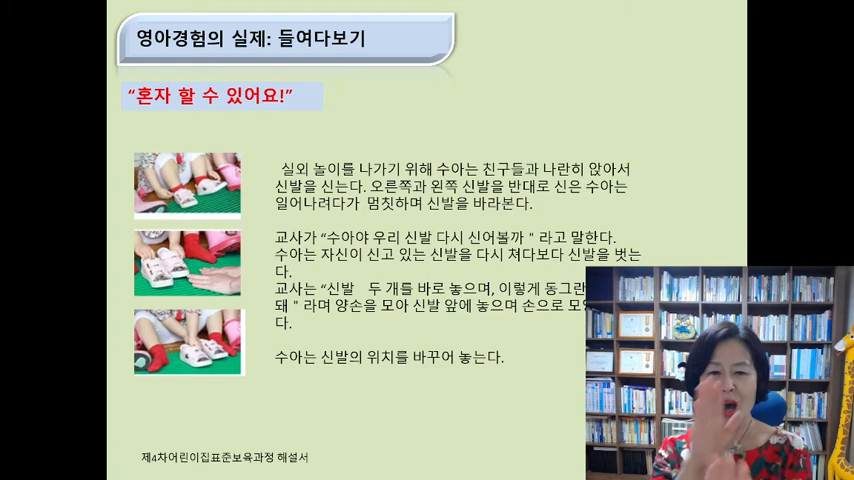 영아경험의 실제: 들여다보기
“혼자 할 수 있어요!”
실외 놀이를 나가기 위해 수아는 친구들과 나란히 앉아서
신발을 신는다. 오른쪽과 왼쪽 신발을 반대로 신은 수아는
일어나려다가 멈칫하며 신발을 바라본다.
교사가 “수아야 우리 신발 다시 신어볼까 " 라고 말한다.
수아는 자신이 신고 있는 신발을 다시 쳐다보다 신발을 벗는
다.
교사는 “신발 두 개를 바로 놓으며, 이렇게 동그란
돼 " 라며 양손을 모아 신발 앞에 놓으며 손으로
다.
수아는 신발의 위치를 바꾸어 놓는다.
제4차어린이집표준보육과정 해설서